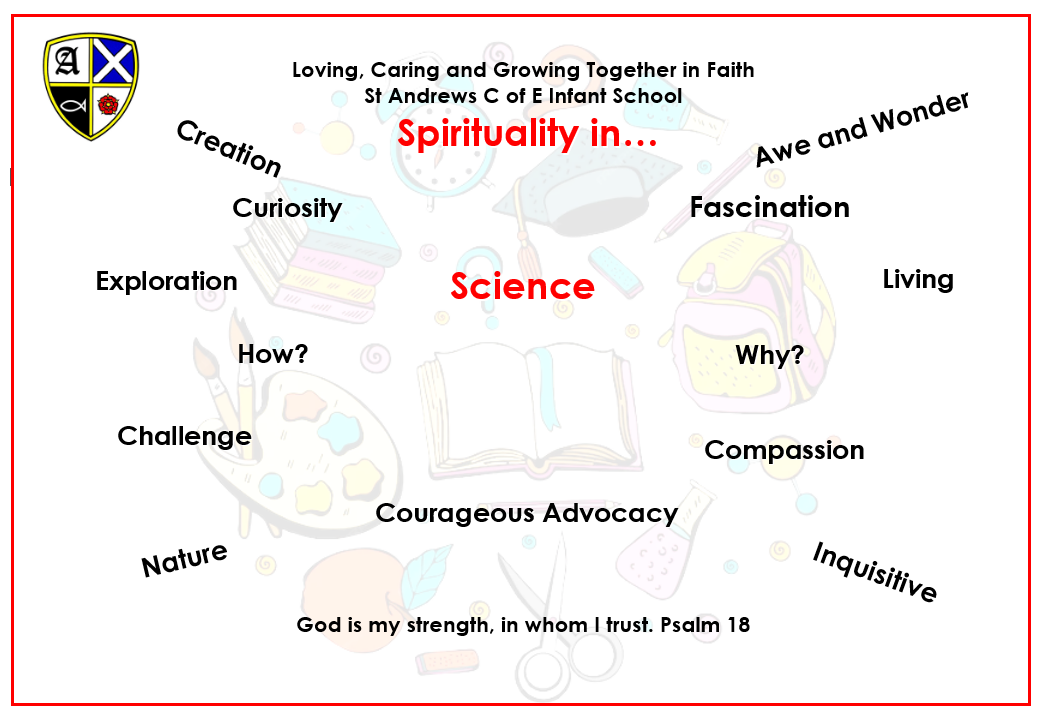 A
Loving, Caring and Growing Together in Faith
St Andrews C of E Infant School
Spirituality in…
Creation
Awe and Wonder
Curiosity
Fascination
Exploration
Science
Living
How?
Why?
Challenge
Compassion
Courageous Advocacy
Nature
Inquisitive
God is my strength, in whom I trust. Psalm 18